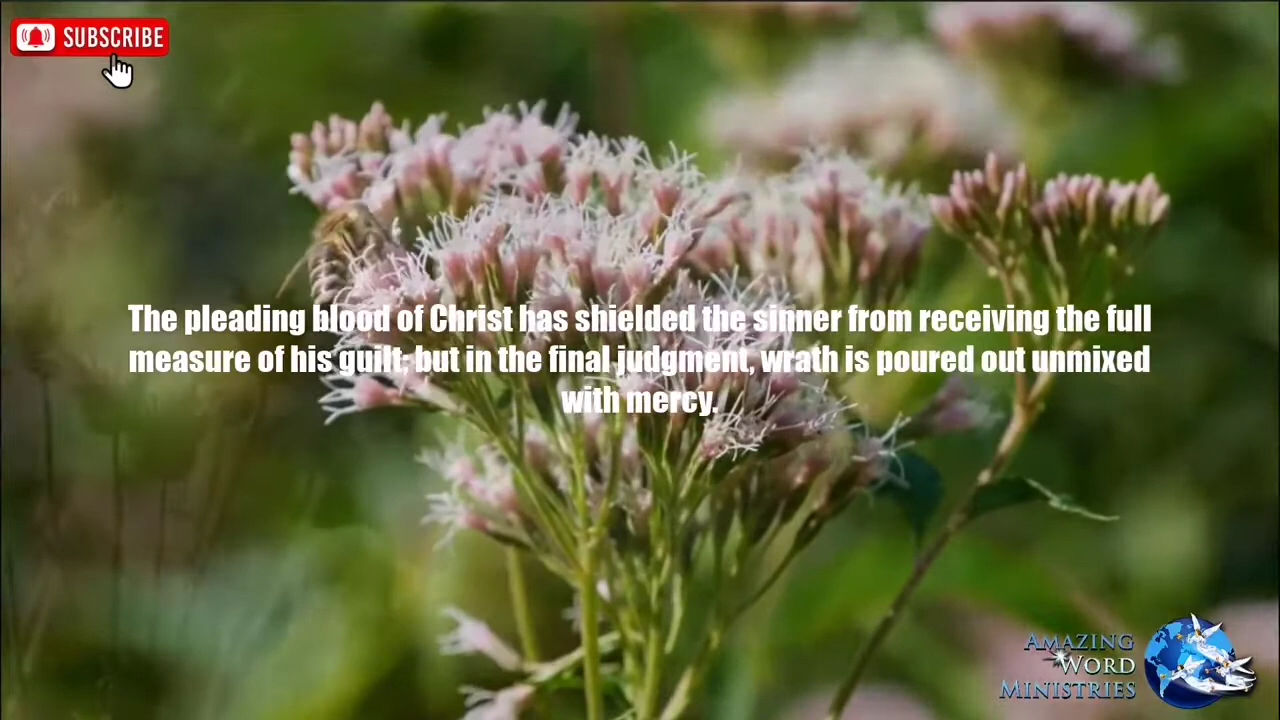 SUBSCRIBE
The pleading blood of Christ has shielded the sinner from receiving the full
measure of his guilt; but in the final judgment, wrath is poured out unmixed
with mercy.
AMAZING
WORD
MINISTRIES